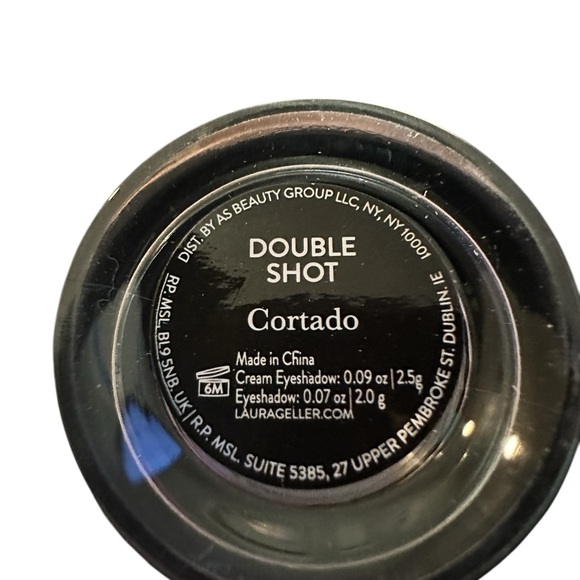 DIST. BY AS BEAUTY GROUP LLC, NY, NY 10001
DOUBLE
SHOT
Cortado
Made in China
6M
Cream Eyeshadow: 0.09 oz | 2.5g
Eyeshadow: 0.07 oz | 2.0 g
LAURAGELLER.COM
RP. MSL. BL9 5NB. UK / R.P. MSL. SUITE 5385, 27 UPPER PEMBROKE ST. DUBLIN. IE